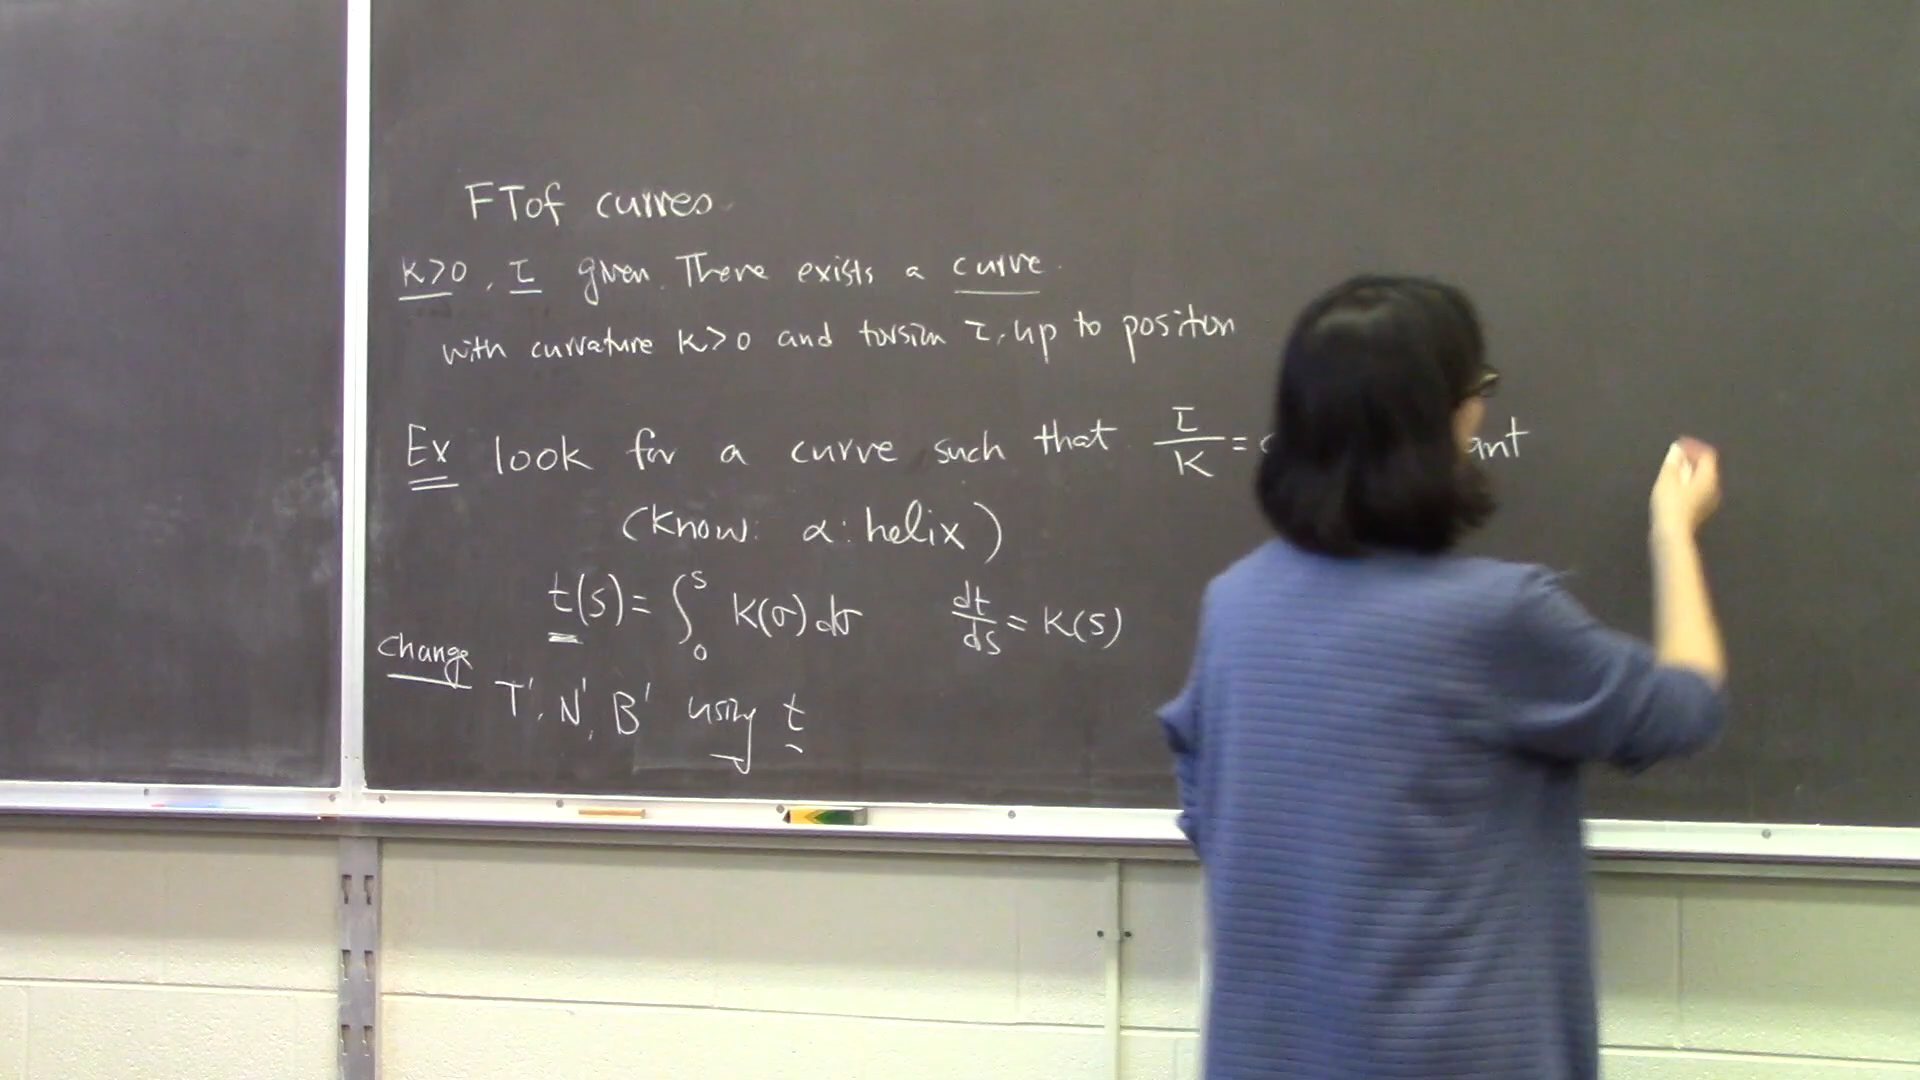 FT of curves
K>0, τ given. There exists a curve.
with curvature K>0 and torsion τ, up to position
Ex look for a curve such that τ/K =
(Know: α: helix)
t(s) = ∫₀ˢ K(σ)dσ dt/ds = K(s)
Change
T', N', B' using t